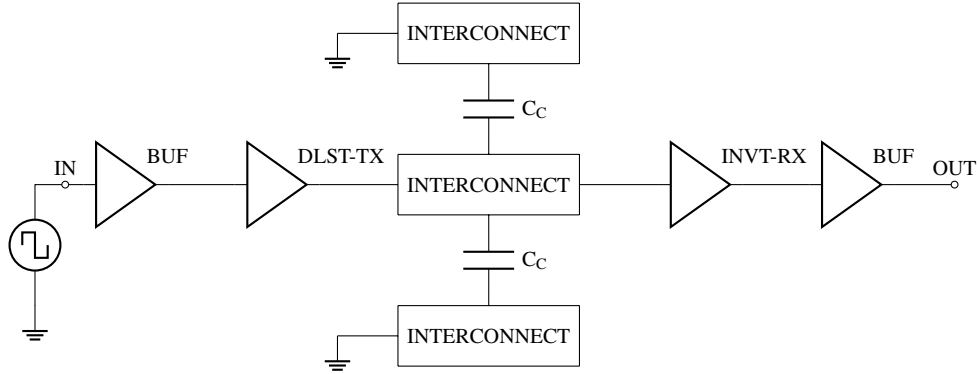 INTERCONNECT
C_C
IN
BUF
DLST-TX
INTERCONNECT
INVT-RX
BUF
OUT
C_C
INTERCONNECT